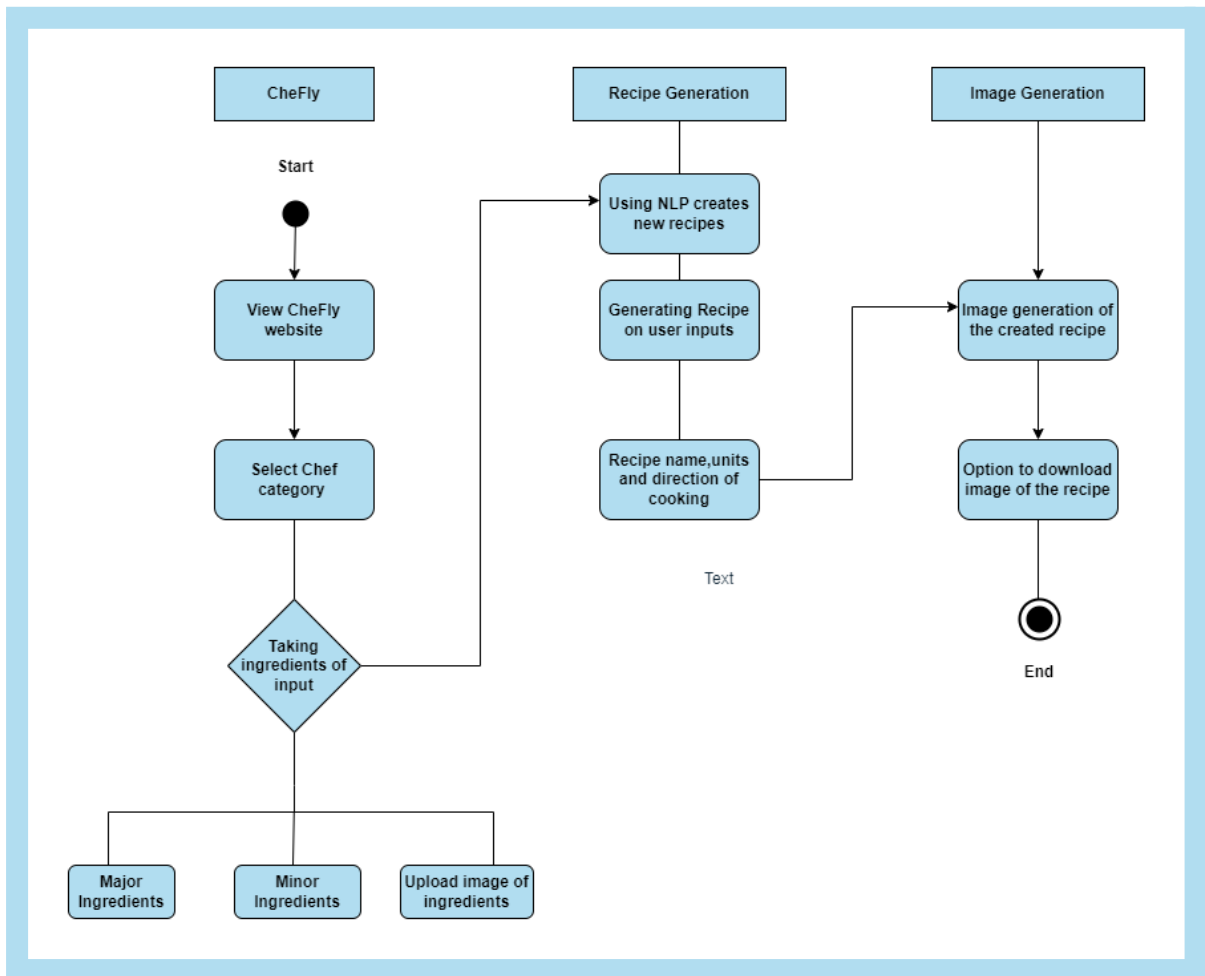 CheFly
Recipe Generation
Image Generation
Start
Using NLP creates
new recipes
View CheFly
website
Generating Recipe
on user inputs
Image generation of
the created recipe
Select Chef
category
Recipe name,units
and direction of
cooking
Option to download
image of the recipe
Text
Taking
ingredients of
input
End
Major
Ingredients
Minor
Ingredients
Upload image of
ingredients